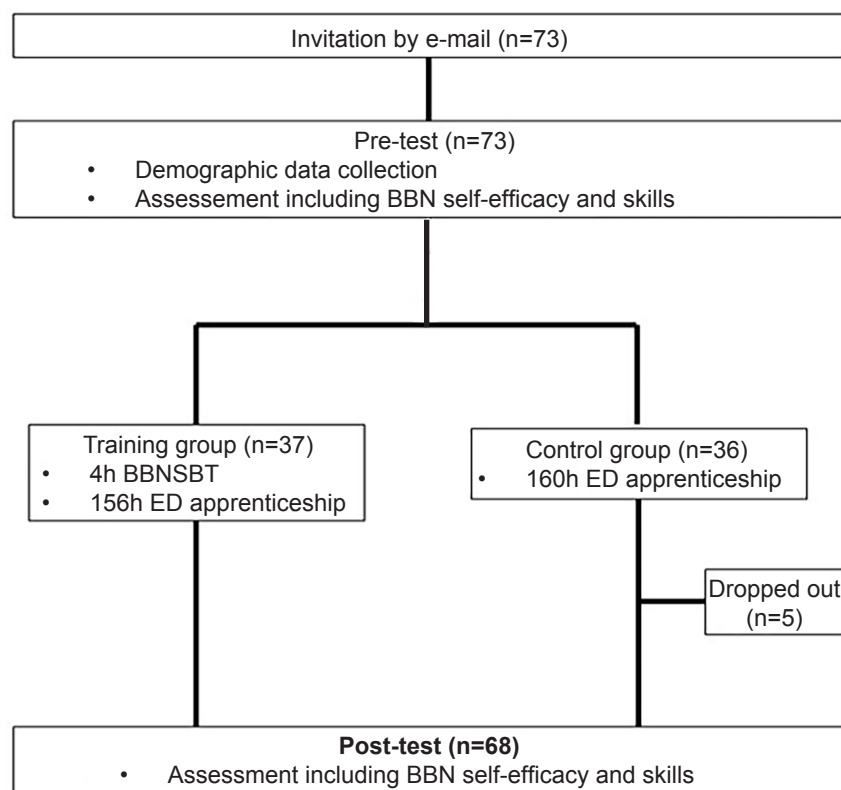 Invitation by e-mail (n=73)
Pre-test (n=73)
• Demographic data collection
• Assessement including BBN self-efficacy and skills
Training group (n=37)
• 4h BBNSBT
• 156h ED apprenticeship
Control group (n=36)
• 160h ED apprenticeship
Dropped out
(n=5)
Post-test (n=68)
• Assessment including BBN self-efficacy and skills